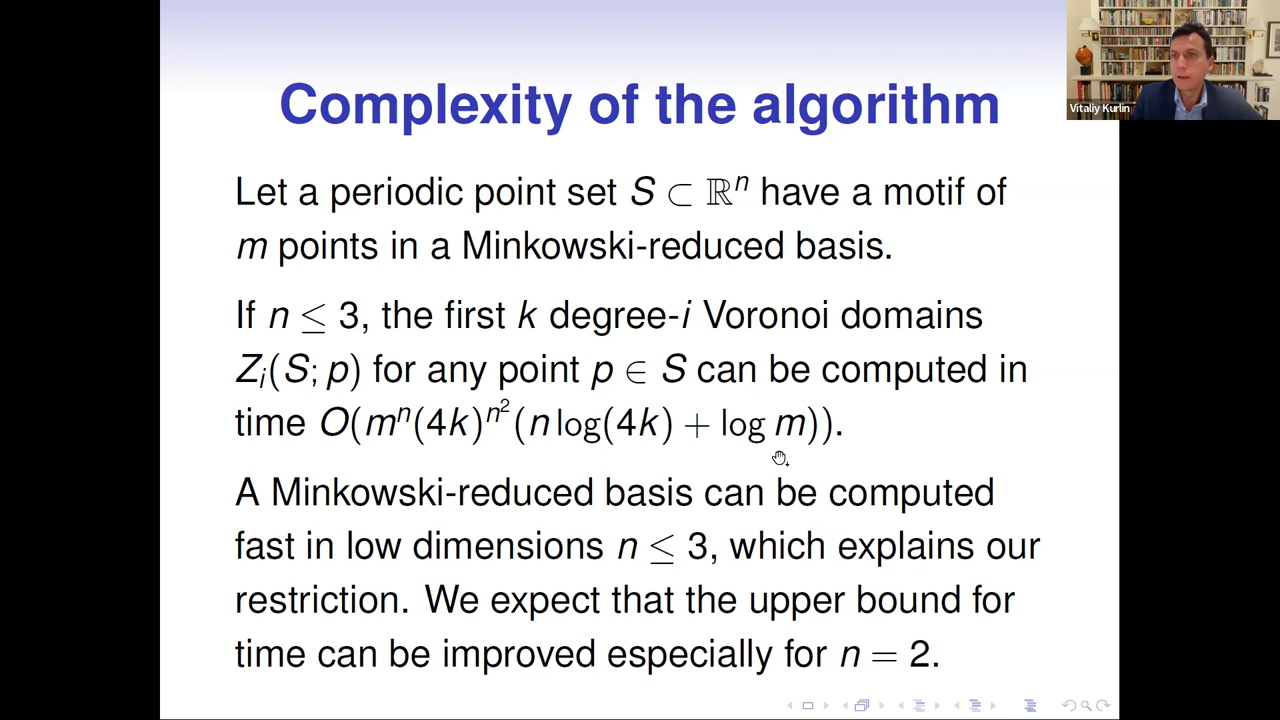 Complexity of the algorithm
Vitaliy Kurlin
Let a periodic point set S ⊂ ℝⁿ have a motif of
m points in a Minkowski-reduced basis.
If n ≤ 3, the first k degree-i Voronoi domains
Zᵢ(S; p) for any point p ∈ S can be computed in
time O(mⁿ(4k)^{n²}(n log(4k) + log m)).
A Minkowski-reduced basis can be computed
fast in low dimensions n ≤ 3, which explains our
restriction. We expect that the upper bound for
time can be improved especially for n = 2.